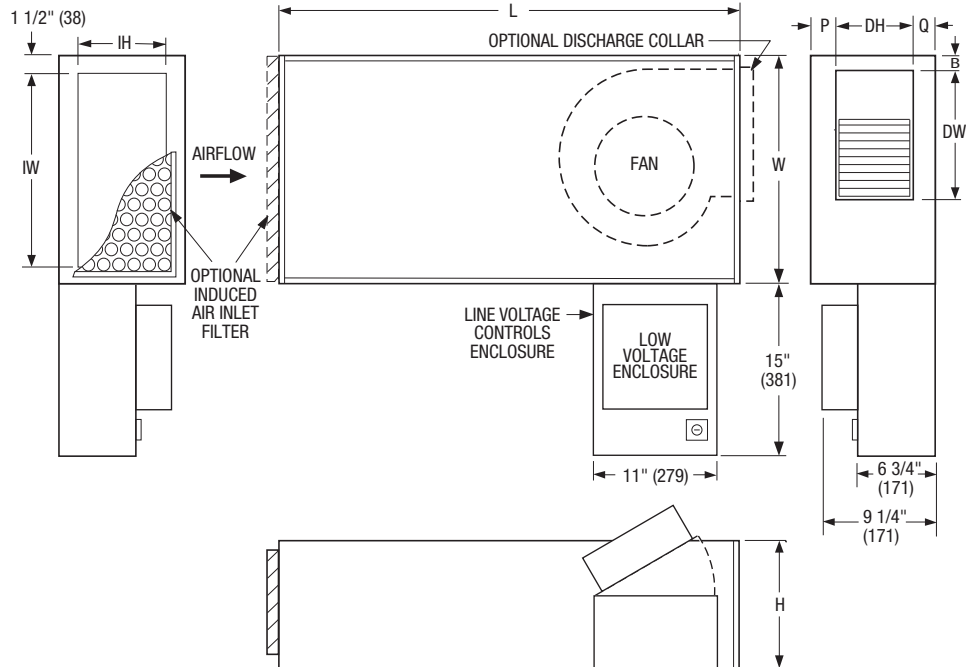 1 1/2" (38)
IH
IW
AIRFLOW
OPTIONAL
INDUCED
AIR INLET
FILTER
L
OPTIONAL DISCHARGE COLLAR
FAN
W
LINE VOLTAGE
CONTROLS
ENCLOSURE
LOW
VOLTAGE
ENCLOSURE
15"
(381)
11" (279)
P
DH
Q
B
DW
6 3/4"
(171)
9 1/4"
(171)
H